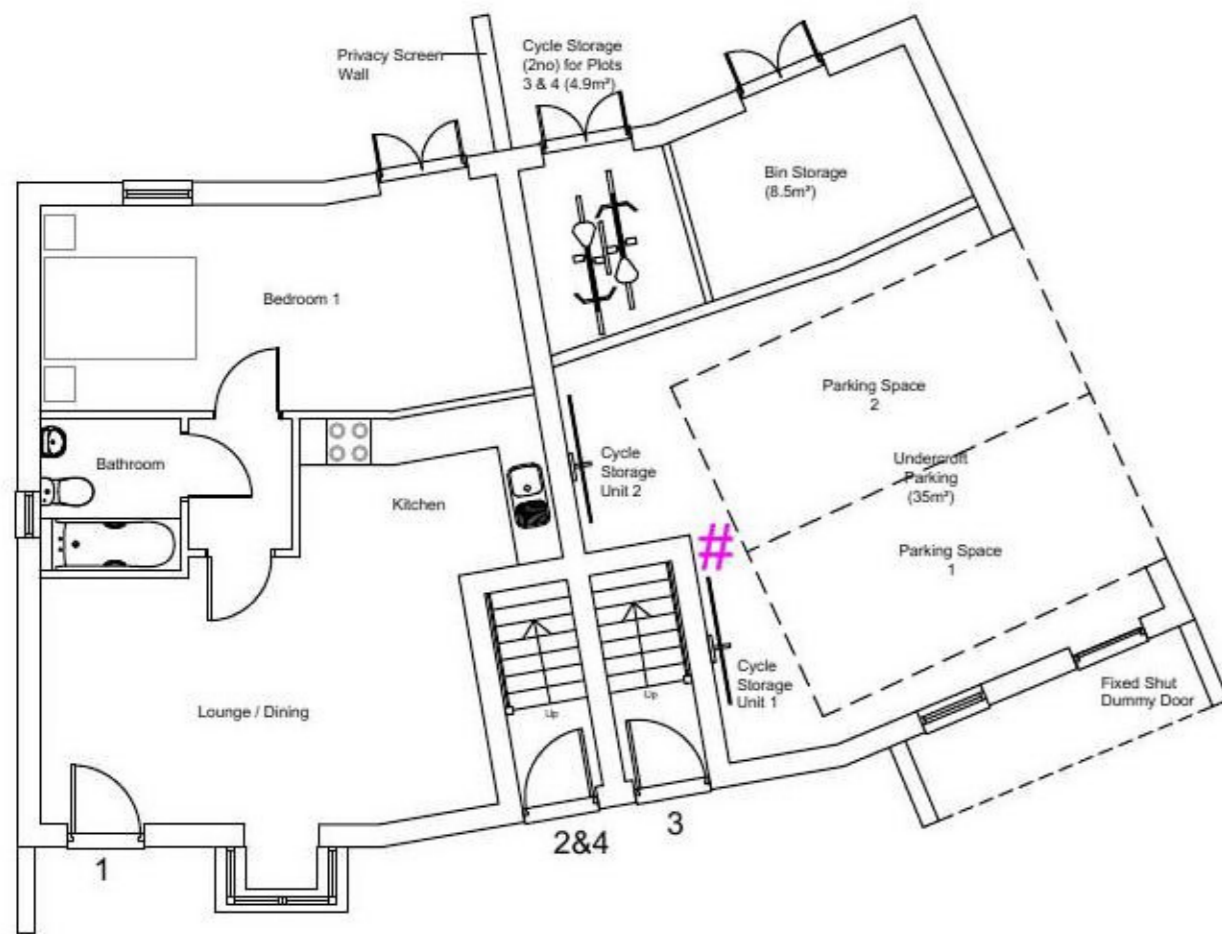 Privacy Screen
Wall
Cycle Storage
(2no) for Plots
3 & 4 (4.9m²)
Bin Storage
(8.5m²)
Bedroom 1
Parking Space
2
Bathroom
Cycle
Storage
Unit 2
Kitchen
Undercroft
Parking
(35m²)
#
Parking Space
1
Cycle
Storage
Unit 1
Fixed Shut
Dummy Door
Lounge / Dining
Up
Up
1
2&4
3